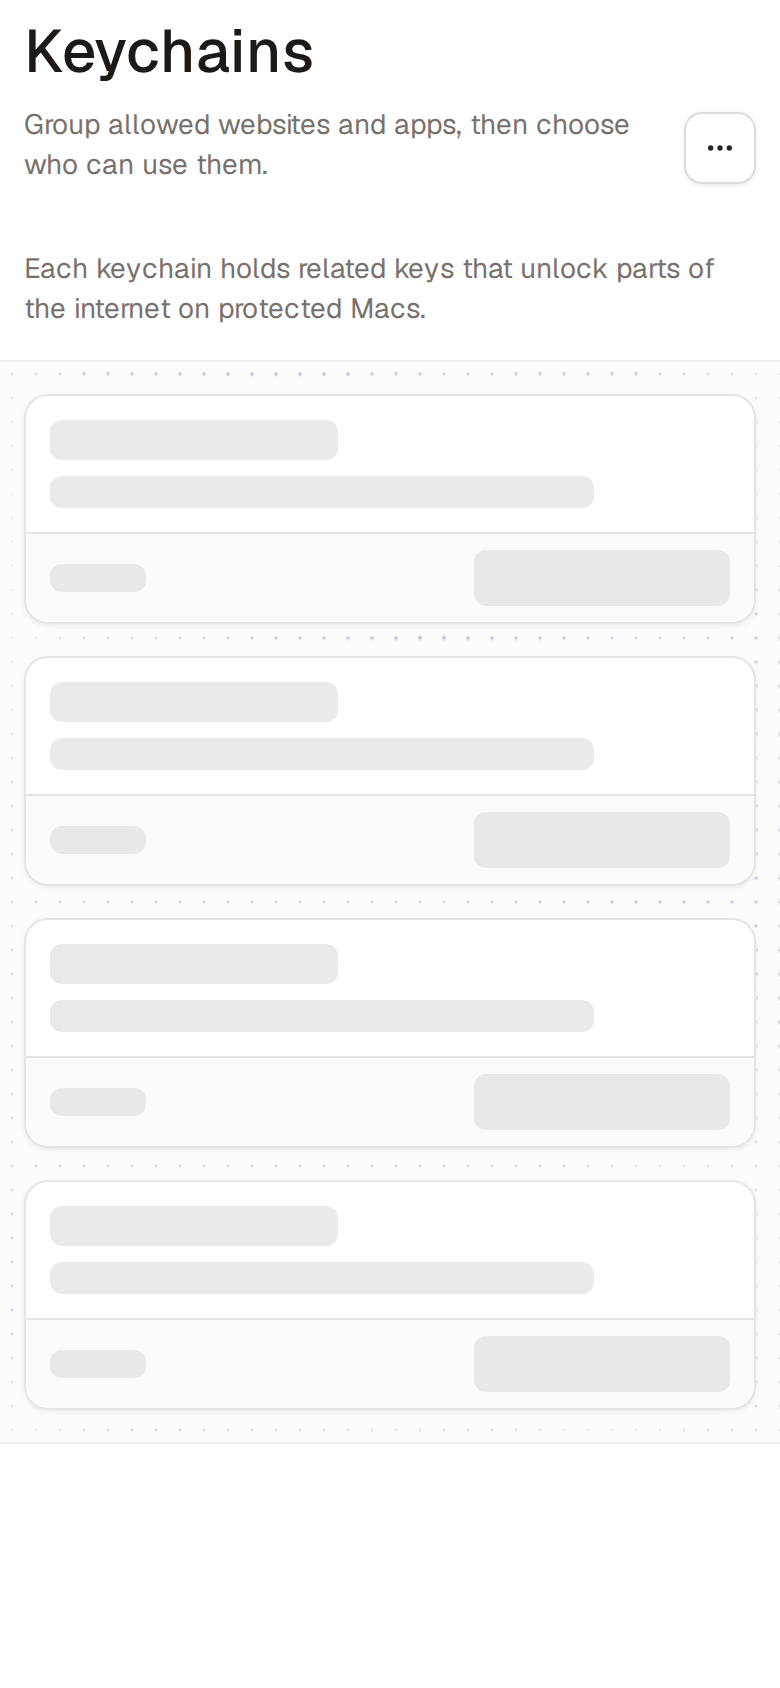 Keychains
Group allowed websites and apps, then choose
who can use them.
Each keychain holds related keys that unlock parts of
the internet on protected Macs.